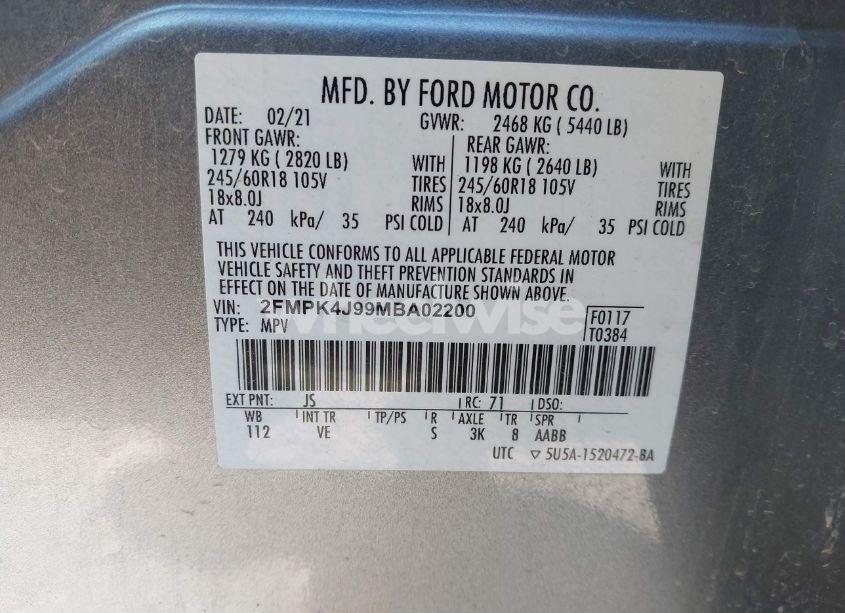 MFD. BY FORD MOTOR CO.
DATE: 02/21 GVWR: 2468 KG ( 5440 LB)
FRONT GAWR: REAR GAWR:
1279 KG ( 2820 LB) WITH 1198 KG ( 2640 LB) WITH
245/60R18 105V TIRES 245/60R18 105V TIRES
18x8.0J RIMS 18x8.0J RIMS
AT 240 kPa/ 35 PSI COLD AT 240 kPa/ 35 PSI COLD
THIS VEHICLE CONFORMS TO ALL APPLICABLE FEDERAL MOTOR
VEHICLE SAFETY AND THEFT PREVENTION STANDARDS IN
EFFECT ON THE DATE OF MANUFACTURE SHOWN ABOVE.
VIN: 2FMPK4J99MBA02200 F0117
TYPE: MPV T0384
wheelwise
EXT PNT: JS RC: 71 DSO:
WB INT TR TP/PS R AXLE TR SPR
112 VE S 3K 8 AABB
UTC ▽ 5U5A-1520472-BA